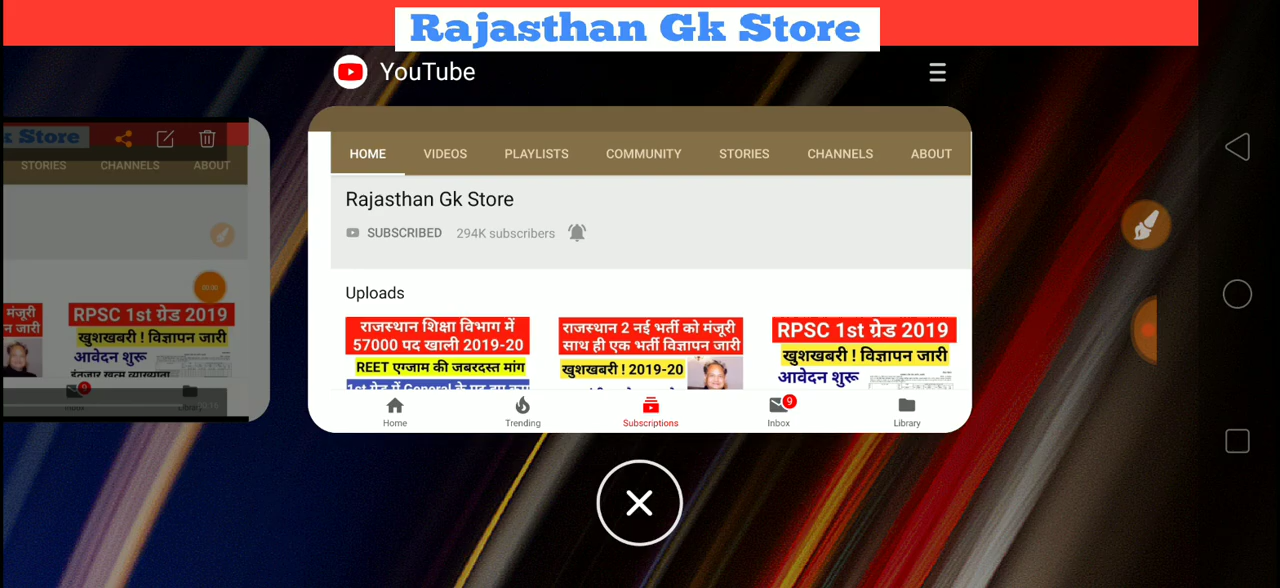 Rajasthan Gk Store
YouTube
k Store
STORIES CHANNELS ABOUT
HOME VIDEOS PLAYLISTS COMMUNITY STORIES CHANNELS ABOUT
Rajasthan Gk Store
SUBSCRIBED 294K subscribers
Uploads
मंजूरी
न जारी
RPSC 1st ग्रेड 2019
खुशखबरी ! विज्ञापन जारी
आवेदन शुरू
राजस्थान शिक्षा विभाग में
57000 पद खाली 2019-20
REET एग्जाम की जबरदस्त मांग
राजस्थान 2 नई भर्ती को मंजूरी
साथ ही एक भर्ती विज्ञापन जारी
खुशखबरी ! 2019-20
RPSC 1st ग्रेड 2019
खुशखबरी ! विज्ञापन जारी
आवेदन शुरू
9
Home Trending Subscriptions Inbox Library
9